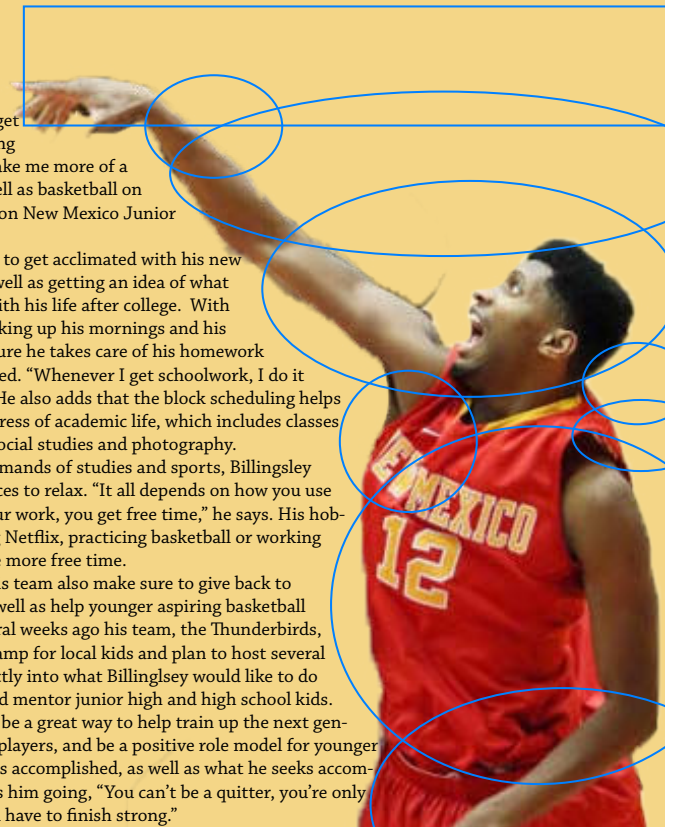 get
ng
ake me more of a
ell as basketball on
on New Mexico Junior
to get acclimated with his new
well as getting an idea of what
ith his life after college.  With
king up his mornings and his
ure he takes care of his homework
ed. “Whenever I get schoolwork, I do it
He also adds that the block scheduling helps
tress of academic life, which includes classes
ocial studies and photography.
mands of studies and sports, Billingsley
tes to relax. “It all depends on how you use
ur work, you get free time,” he says. His hob-
g Netflix, practicing basketball or working
e more free time.
is team also make sure to give back to
well as help younger aspiring basketball
ral weeks ago his team, the Thunderbirds,
amp for local kids and plan to host several
ctly into what Billinglsey would like to do
d mentor junior high and high school kids.
be a great way to help train up the next gen-
players, and be a positive role model for younger
s accomplished, as well as what he seeks accom-
s him going, “You can’t be a quitter, you’re only
have to finish strong.”
NEW MEXICO
12